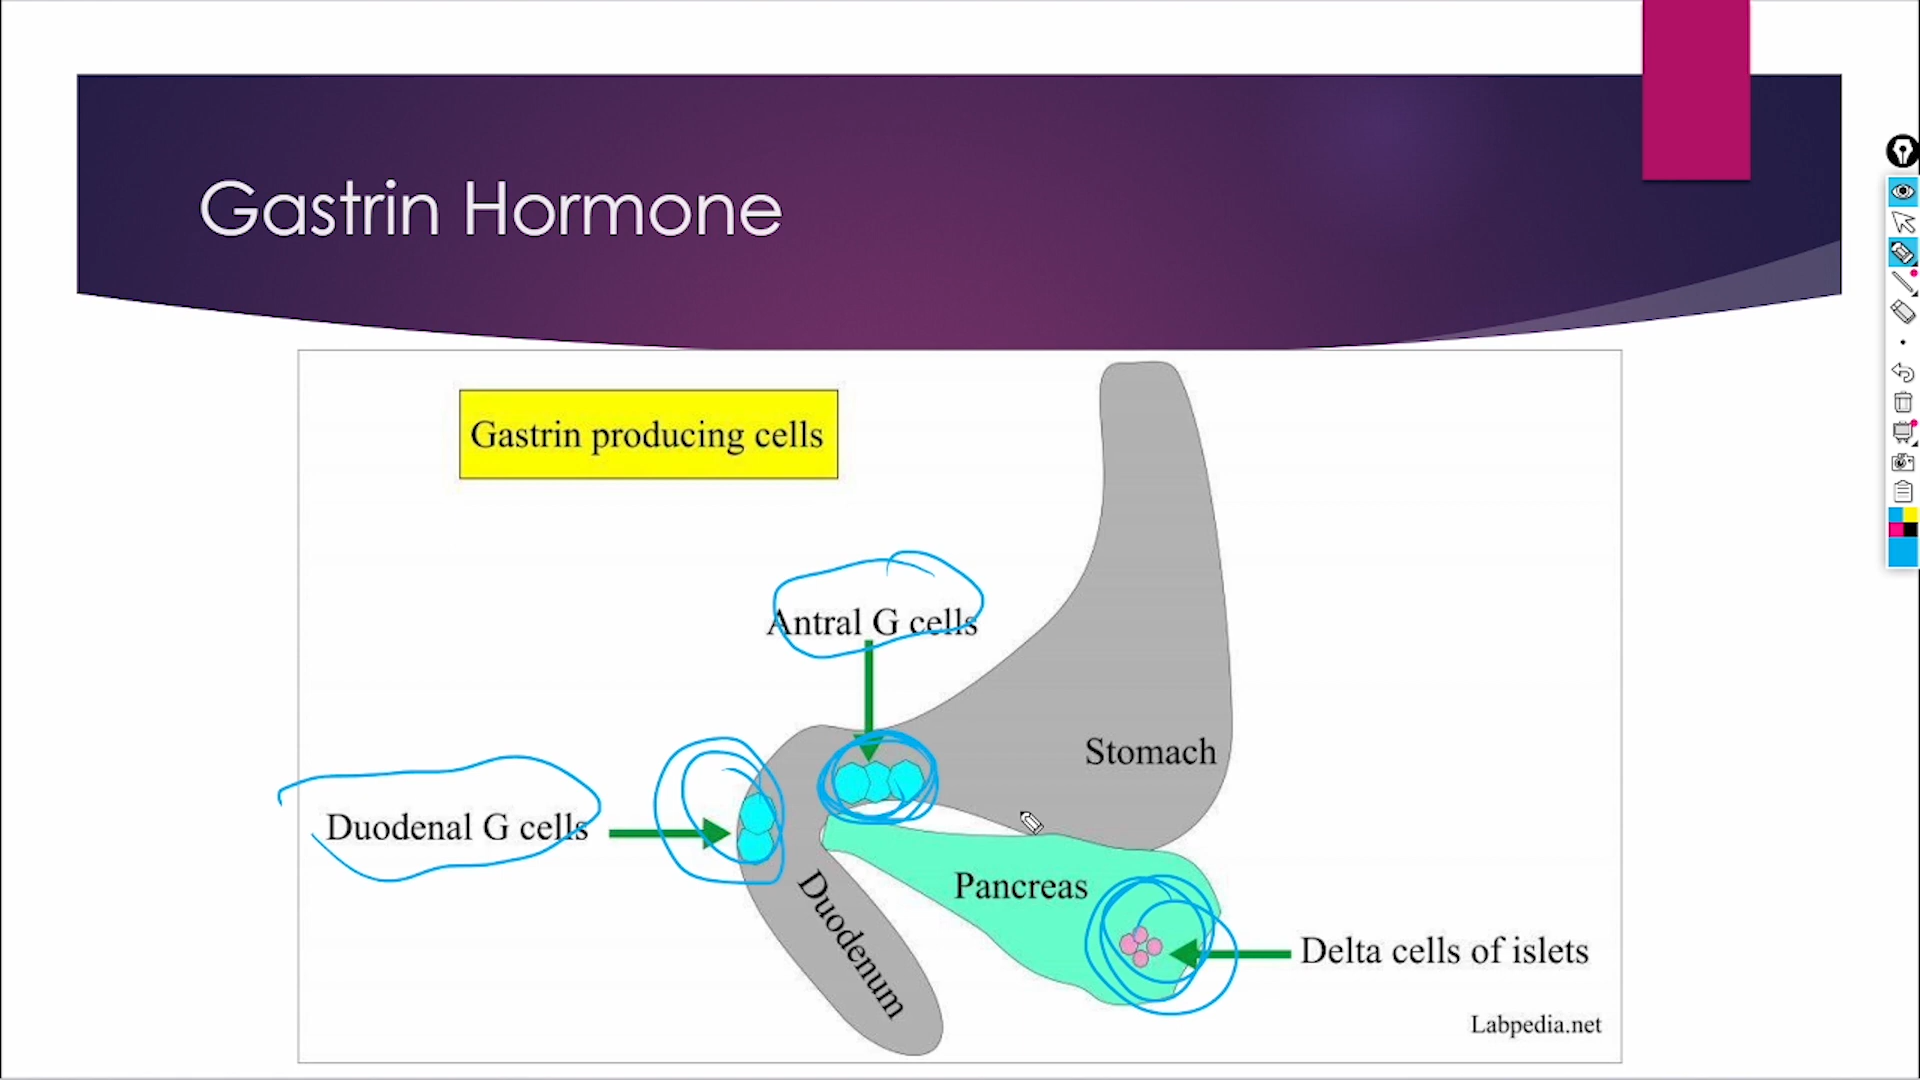 Gastrin Hormone
Gastrin producing cells
Antral G cells
Stomach
Duodenal G cells
Pancreas
Duodenum
Delta cells of islets
Labpedia.net